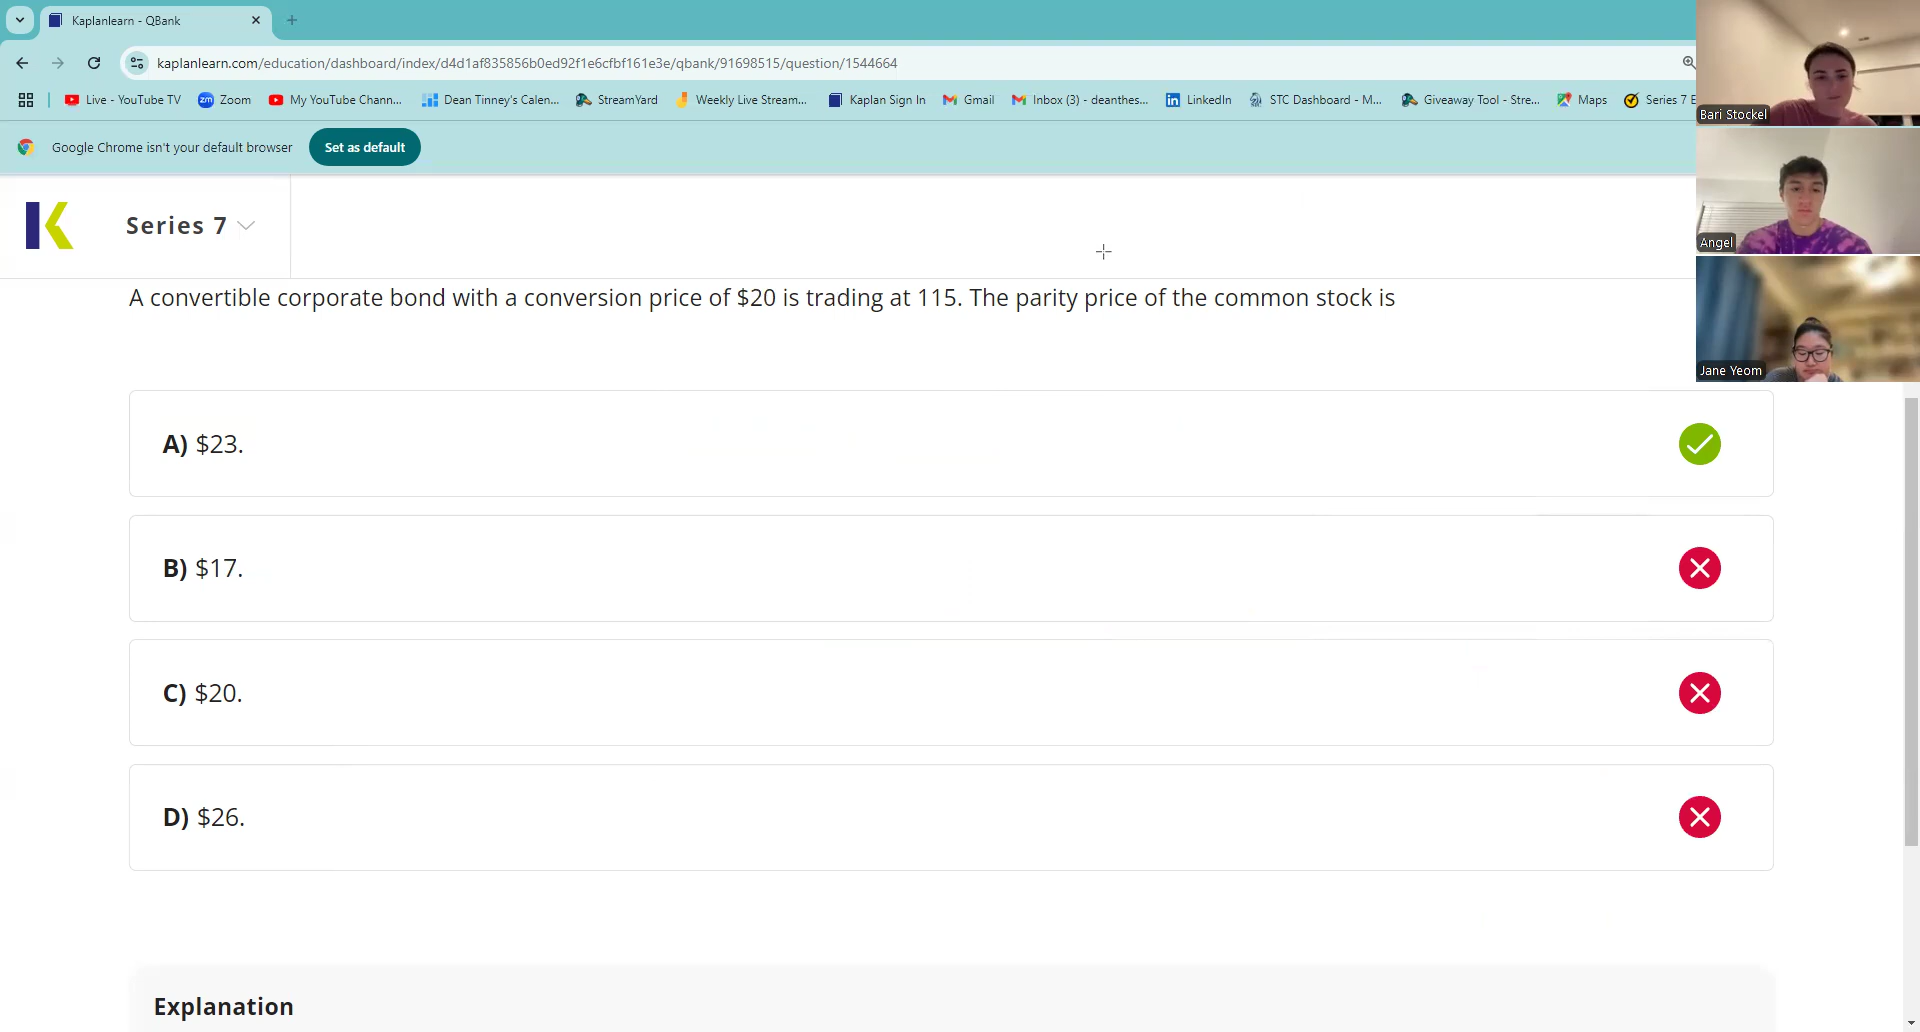 Kaplanlearn - QBank
kaplanlearn.com/education/dashboard/index/d4d1af835856b0ed92f1e6cfbf161e3e/qbank/91698515/question/1544664
Live - YouTube TV
zm Zoom
My YouTube Chann...
Dean Tinney's Calen...
StreamYard
Weekly Live Stream...
Kaplan Sign In
Gmail
Inbox (3) - deanthes...
in LinkedIn
STC Dashboard - M...
Giveaway Tool - Stre...
Maps
Series 7 E
Google Chrome isn't your default browser
Set as default
Bari Stockel
Angel
Jane Yeom
K Series 7
A convertible corporate bond with a conversion price of $20 is trading at 115. The parity price of the common stock is
A) $23.
B) $17.
C) $20.
D) $26.
Explanation